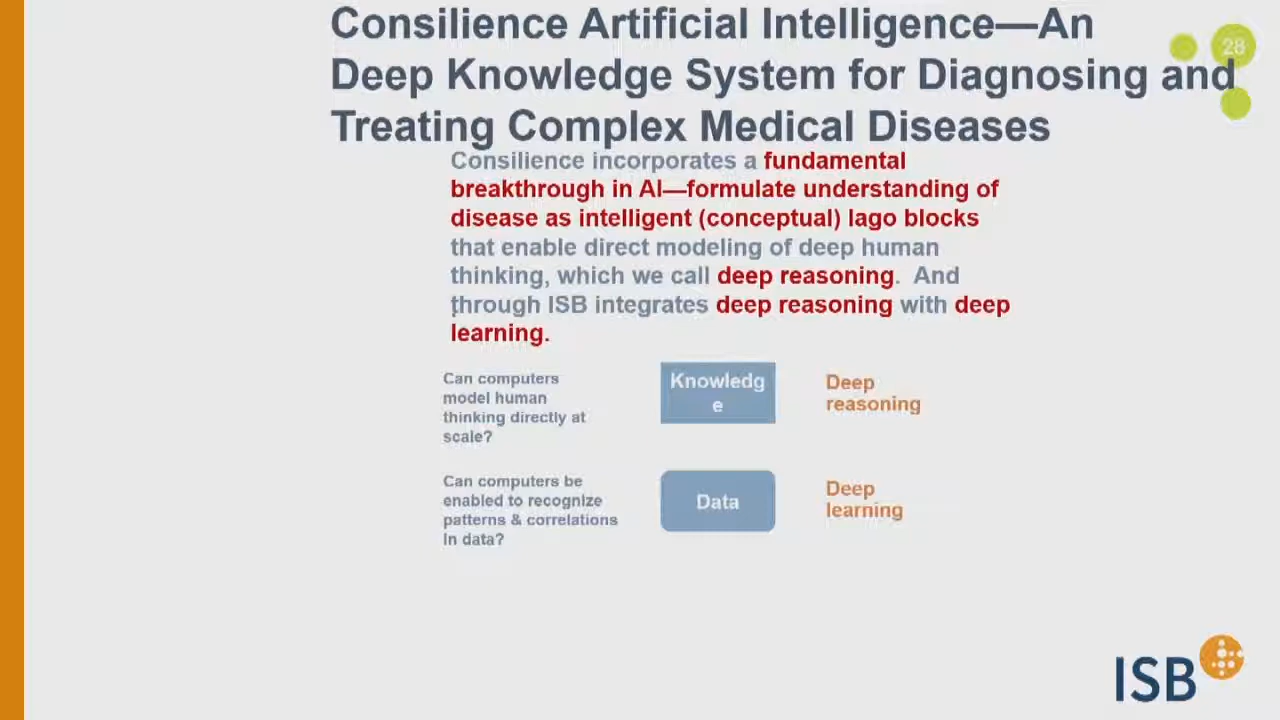 Consilience Artificial Intelligence—An
Deep Knowledge System for Diagnosing and
Treating Complex Medical Diseases
28
Consilience incorporates a fundamental
breakthrough in AI—formulate understanding of
disease as intelligent (conceptual) lago blocks
that enable direct modeling of deep human
thinking, which we call deep reasoning. And
through ISB integrates deep reasoning with deep
learning.
Can computers
model human
thinking directly at
scale?
Knowledg
e
Deep
reasoning
Can computers be
enabled to recognize
patterns & correlations
in data?
Data
Deep
learning
ISB